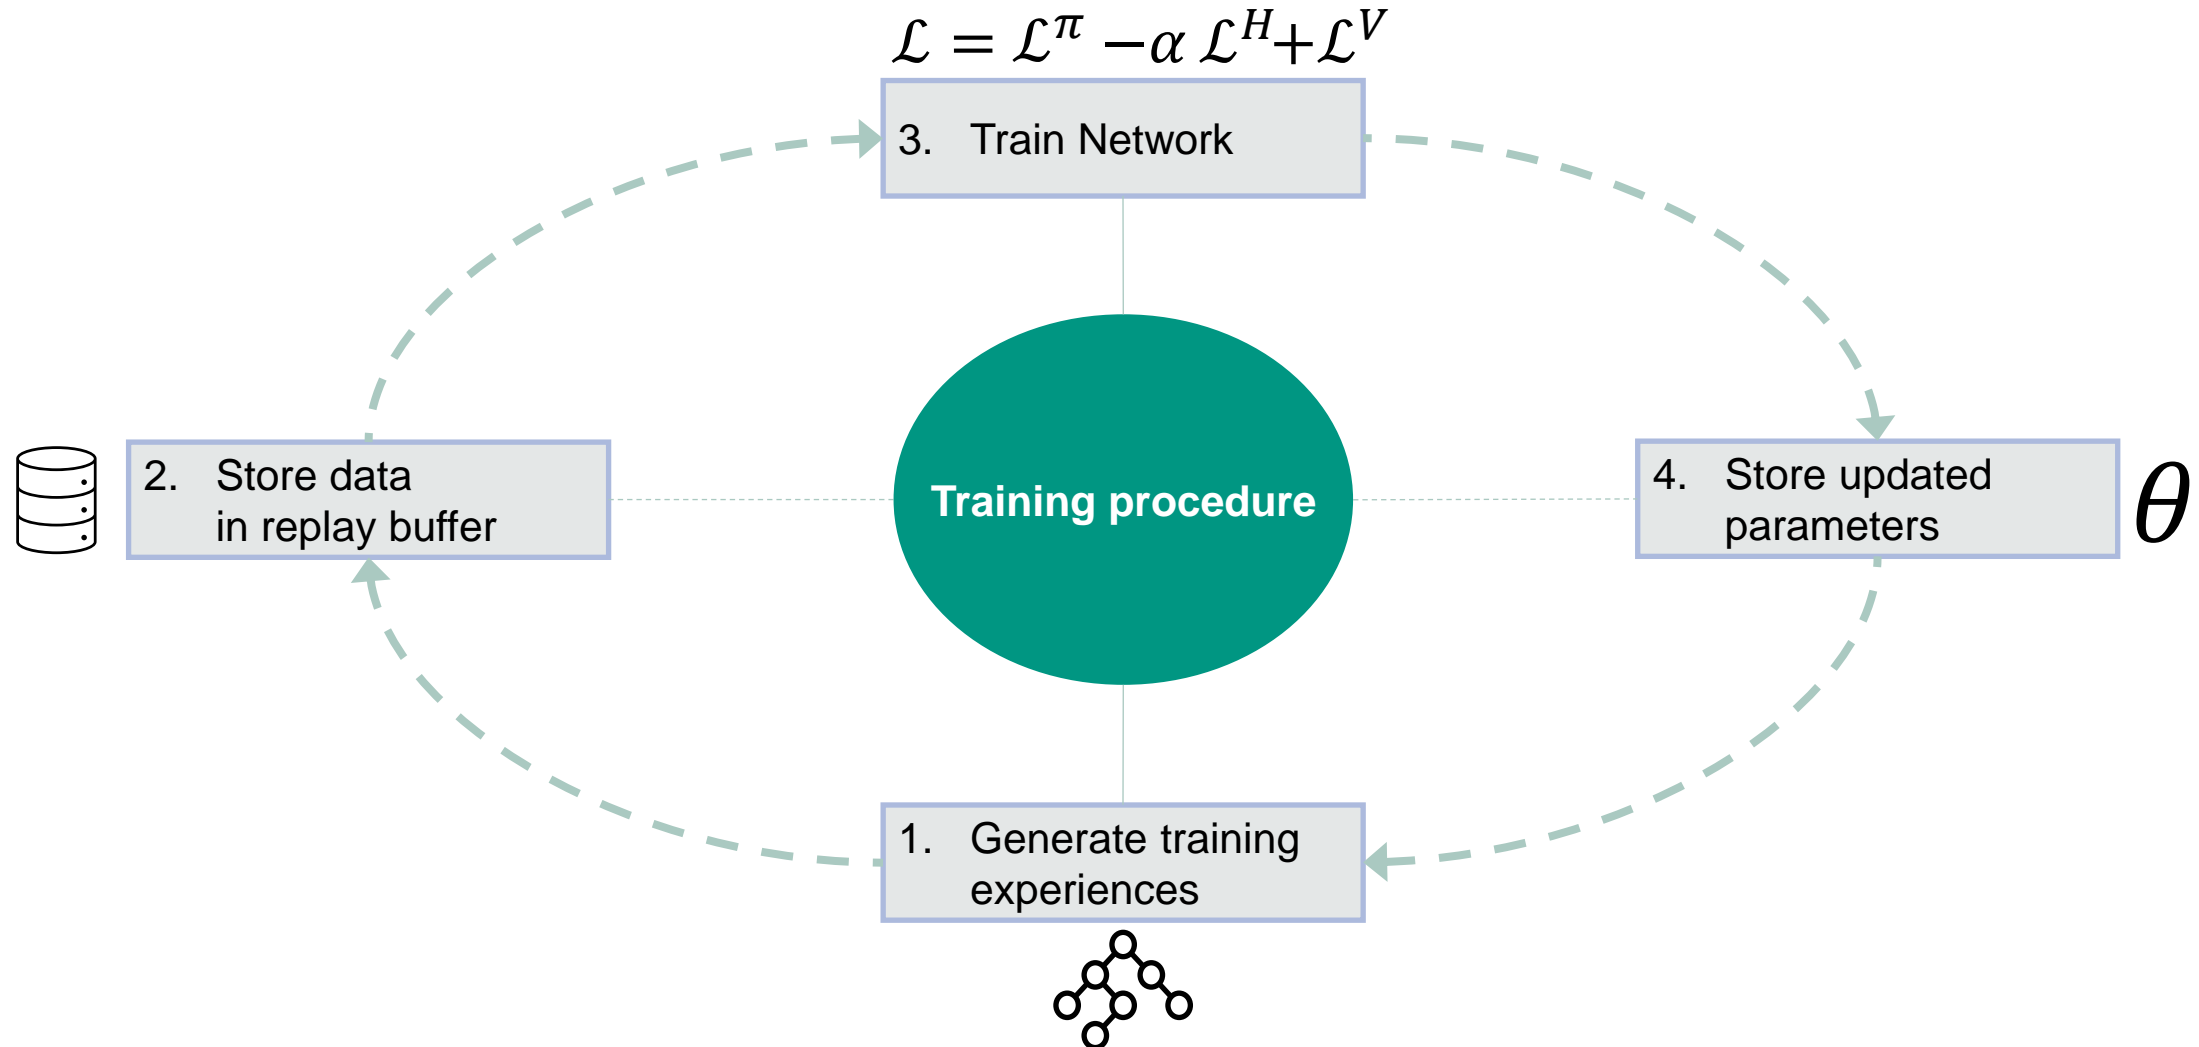 ℒ = ℒ^π −α ℒ^H+ℒ^V
3. Train Network
2. Store data
in replay buffer
Training procedure
4. Store updated
parameters
θ
1. Generate training
experiences